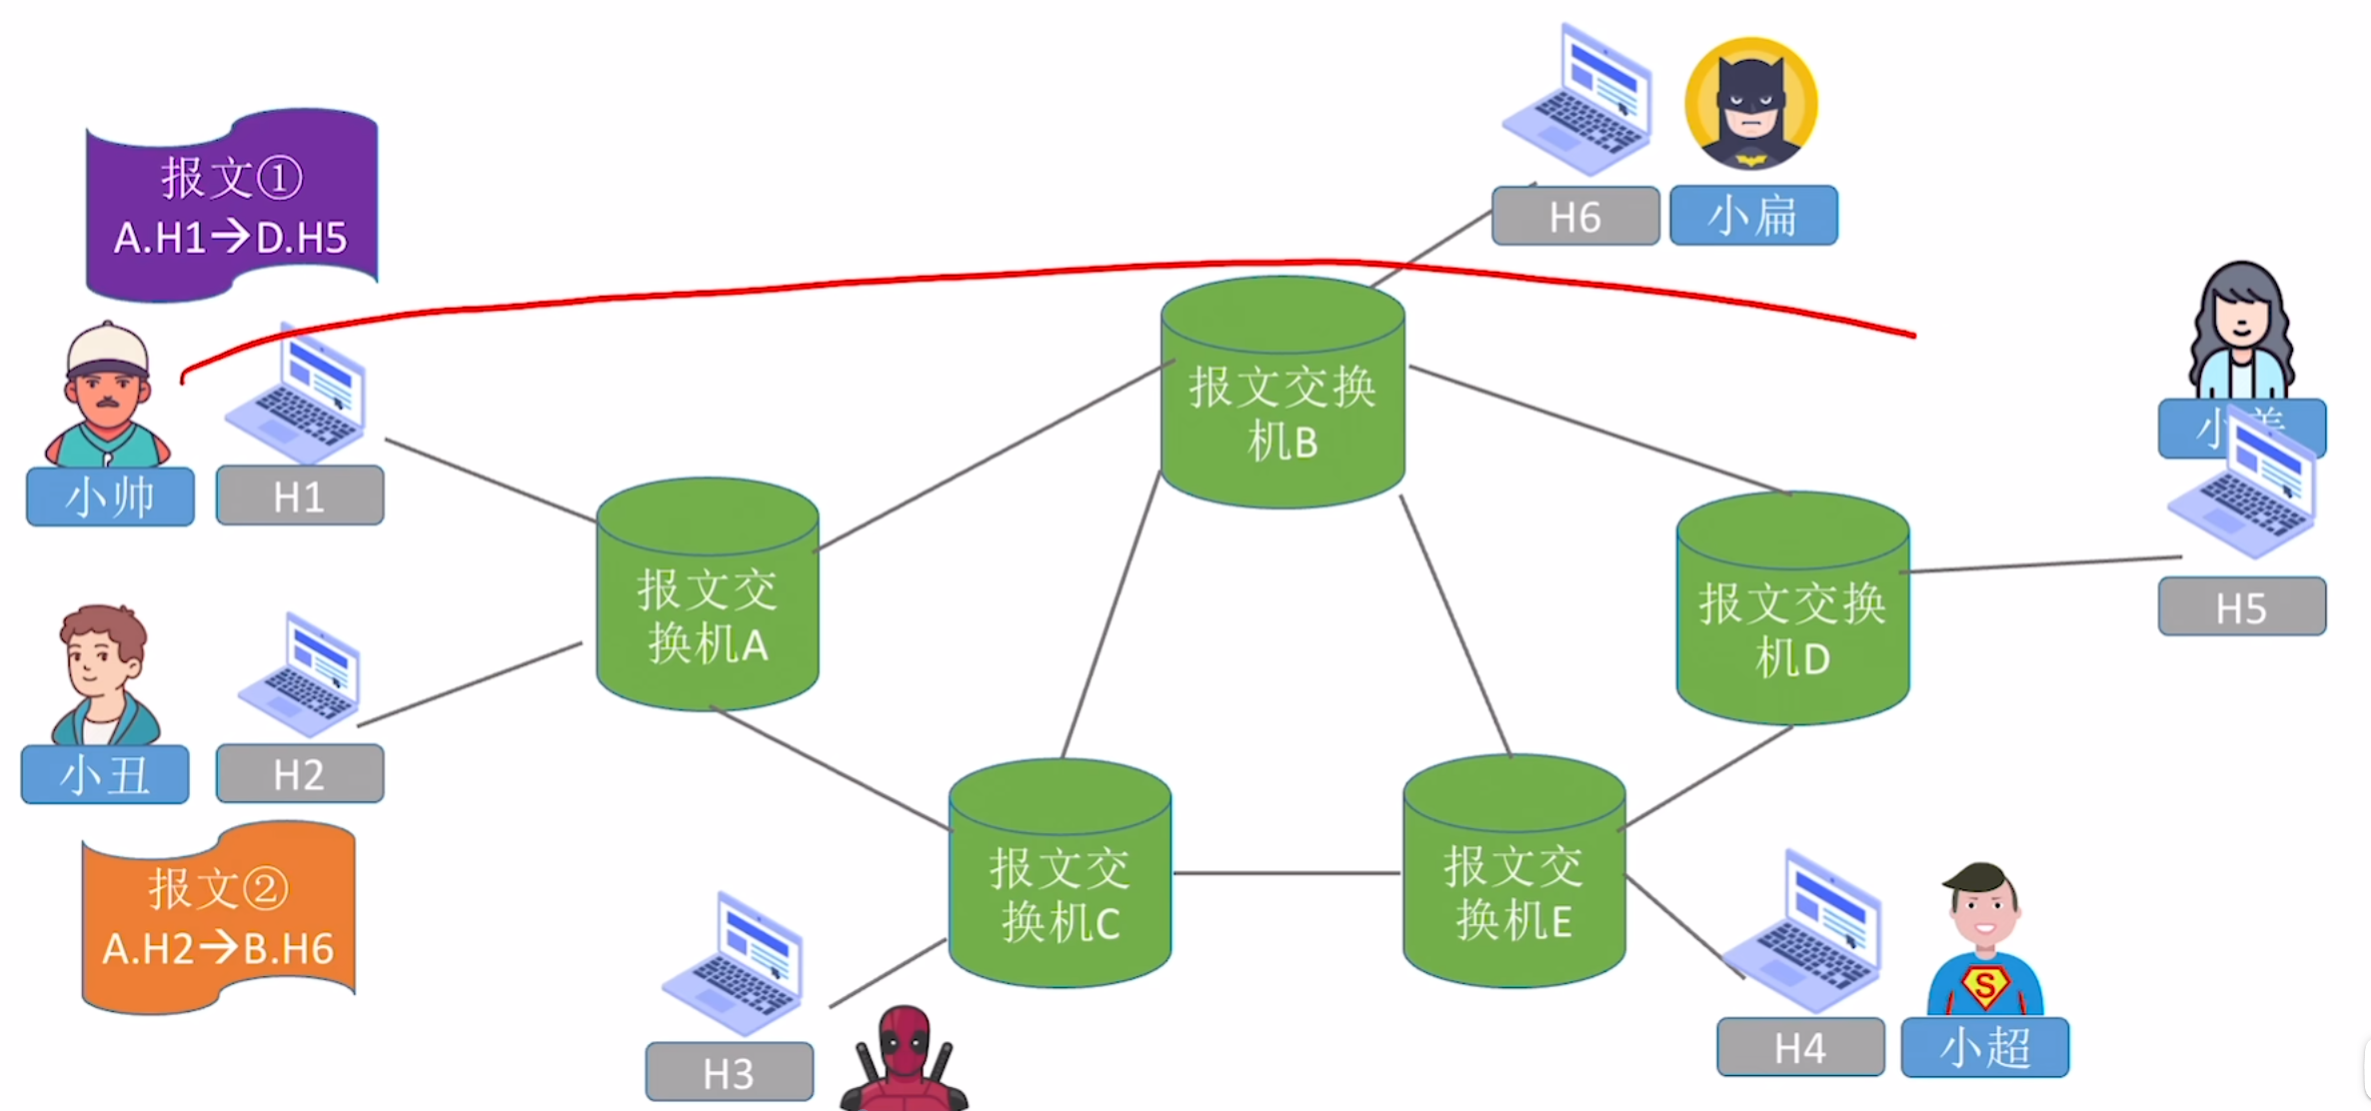 报文①
A.H1→D.H5
小帅
H1
小丑
H2
报文②
A.H2→B.H6
报文交
换机A
报文交换
机B
H6
小扁
小美
H5
报文交换
机D
报文交
换机C
报文交
换机E
H3
H4
小超
S